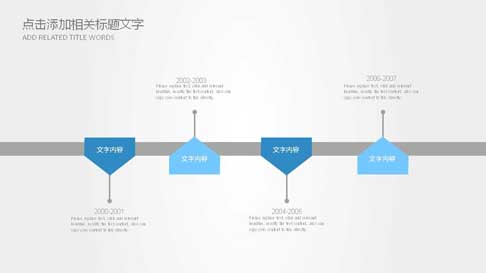 点击添加相关标题文字
ADD RELATED TITLE WORDS
2002-2003
Please replace text, click add relevant
headline, modify the text content, also can
copy your content to this directly.
2006-2007
Please replace text, click add relevant
headline, modify the text content, also can
copy your content to this directly.
文字内容
文字内容
文字内容
文字内容
2000-2001
Please replace text, click add relevant
headline, modify the text content, also can
copy your content to this directly.
2004-2005
Please replace text, click add relevant
headline, modify the text content, also can
copy your content to this directly.